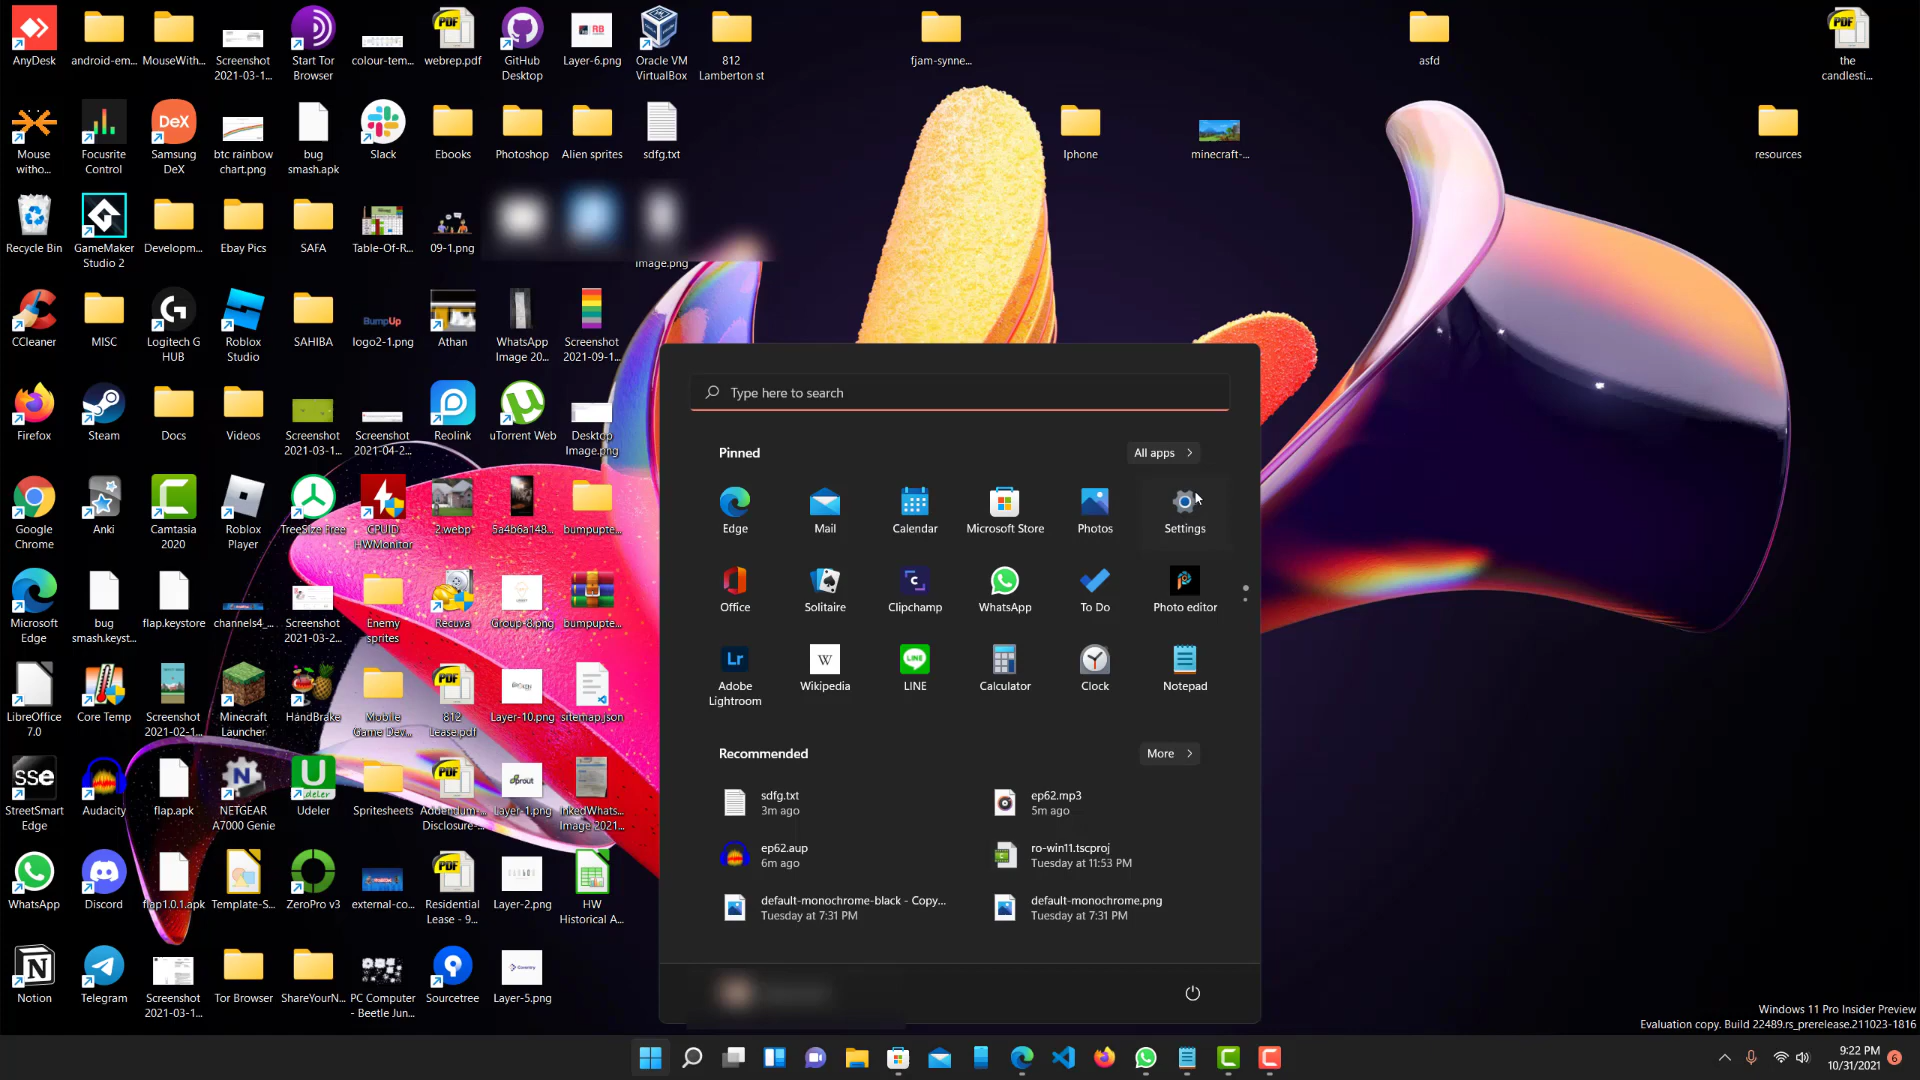 AnyDesk
android-em...
MouseWith...
Screenshot
2021-03-1...
Start Tor
Browser
colour-tem...
webrep.pdf
GitHub
Desktop
Layer-6.png
Oracle VM
VirtualBox
812
Lamberton st
fjam-synne...
asfd
the
candlesti...
Mouse
witho...
Focusrite
Control
Samsung
DeX
btc rainbow
chart.png
bug
smash.apk
Slack
Ebooks
Photoshop
Alien sprites
sdfg.txt
Iphone
minecraft-...
resources
Recycle Bin
GameMaker
Studio 2
Developm...
Ebay Pics
SAFA
Table-Of-R...
09-1.png
image.png
CCleaner
MISC
Logitech G
HUB
Roblox
Studio
SAHIBA
BumpUp
logo2-1.png
Athan
WhatsApp
Image 20...
Screenshot
2021-09-1...
Firefox
Steam
Docs
Videos
Screenshot
2021-03-1...
Screenshot
2021-04-2...
Reolink
uTorrent Web
Desktop
Image.png
Google
Chrome
Anki
Camtasia
2020
Roblox
Player
TreeSize Free
CPUID
HWMonitor
2.webp
5a4b6a148...
bumpupte...
Microsoft
Edge
bug
smash.keyst...
flap.keystore
channels4_...
Screenshot
2021-03-2...
Enemy
sprites
Recuva
Group-8.png
bumpupte...
LibreOffice
7.0
Core Temp
Screenshot
2021-02-1...
Minecraft
Launcher
HandBrake
Mobile
Game Dev...
812
Lease.pdf
Layer-10.png
sitemap.json
StreetSmart
Edge
Audacity
flap.apk
NETGEAR
A7000 Genie
Udeler
Spritesheets
Addendum-...
Disclosure-...
Layer-1.png
InkedWhats...
Image 2021...
WhatsApp
Discord
flap1.0.1.apk
Template-S...
ZeroPro v3
external-co...
Residential
Lease - 9...
Layer-2.png
HW
Historical A...
Notion
Telegram
Screenshot
2021-03-1...
Tor Browser
ShareYourN...
PC Computer
- Beetle Jun...
Sourcetree
Layer-5.png
Type here to search
Pinned
All apps
Edge
Mail
Calendar
Microsoft Store
Photos
Settings
Office
Solitaire
Clipchamp
WhatsApp
To Do
Photo editor
Adobe
Lightroom
Wikipedia
LINE
Calculator
Clock
Notepad
Recommended
More
sdfg.txt
3m ago
ep62.mp3
5m ago
ep62.aup
6m ago
ro-win11.tscproj
Tuesday at 11:53 PM
default-monochrome-black - Copy...
Tuesday at 7:31 PM
default-monochrome.png
Tuesday at 7:31 PM
Windows 11 Pro Insider Preview
Evaluation copy. Build 22489.rs_prerelease.211023-1816
9:22 PM
10/31/2021
6